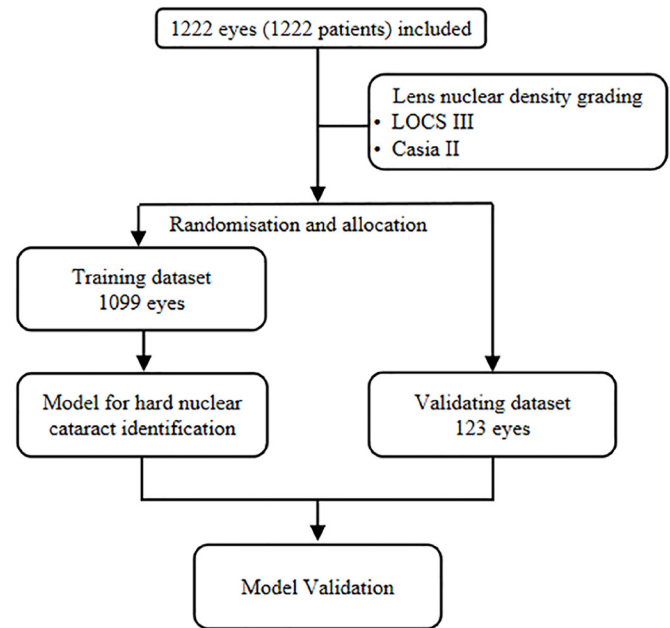 1222 eyes (1222 patients) included
Lens nuclear density grading
• LOCS III
• Casia II
Randomisation and allocation
Training dataset
1099 eyes
Model for hard nuclear
cataract identification
Validating dataset
123 eyes
Model Validation